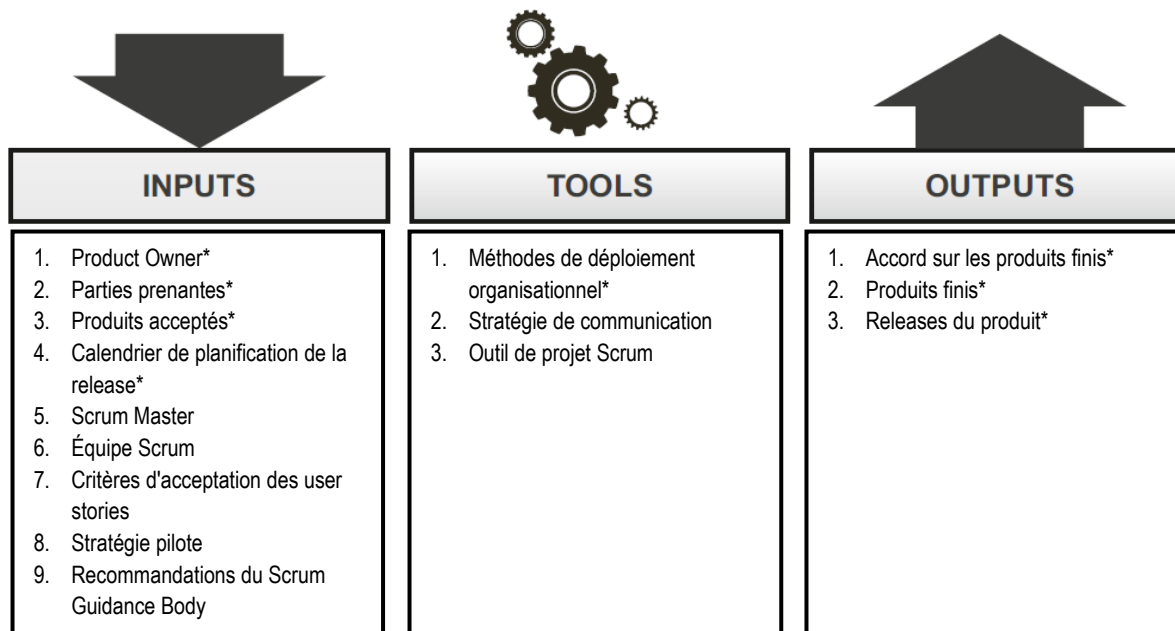 INPUTS
1. Product Owner*
2. Parties prenantes*
3. Produits acceptés*
4. Calendrier de planification de la
release*
5. Scrum Master
6. Équipe Scrum
7. Critères d'acceptation des user
stories
8. Stratégie pilote
9. Recommandations du Scrum
Guidance Body
TOOLS
1. Méthodes de déploiement
organisationnel*
2. Stratégie de communication
3. Outil de projet Scrum
OUTPUTS
1. Accord sur les produits finis*
2. Produits finis*
3. Releases du produit*